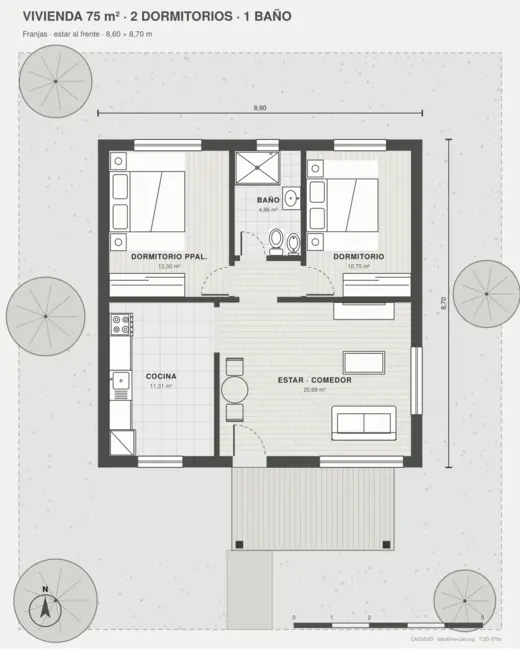 VIVIENDA 75 m² · 2 DORMITORIOS · 1 BAÑO
Franjas · estar al frente · 8,60 × 8,70 m
8,60
BAÑO
4,86 m²
DORMITORIO PPAL.
12,30 m²
DORMITORIO
10,75 m²
8,70
COCINA
11,31 m²
ESTAR · COMEDOR
20,68 m²
N
0 1 2 5